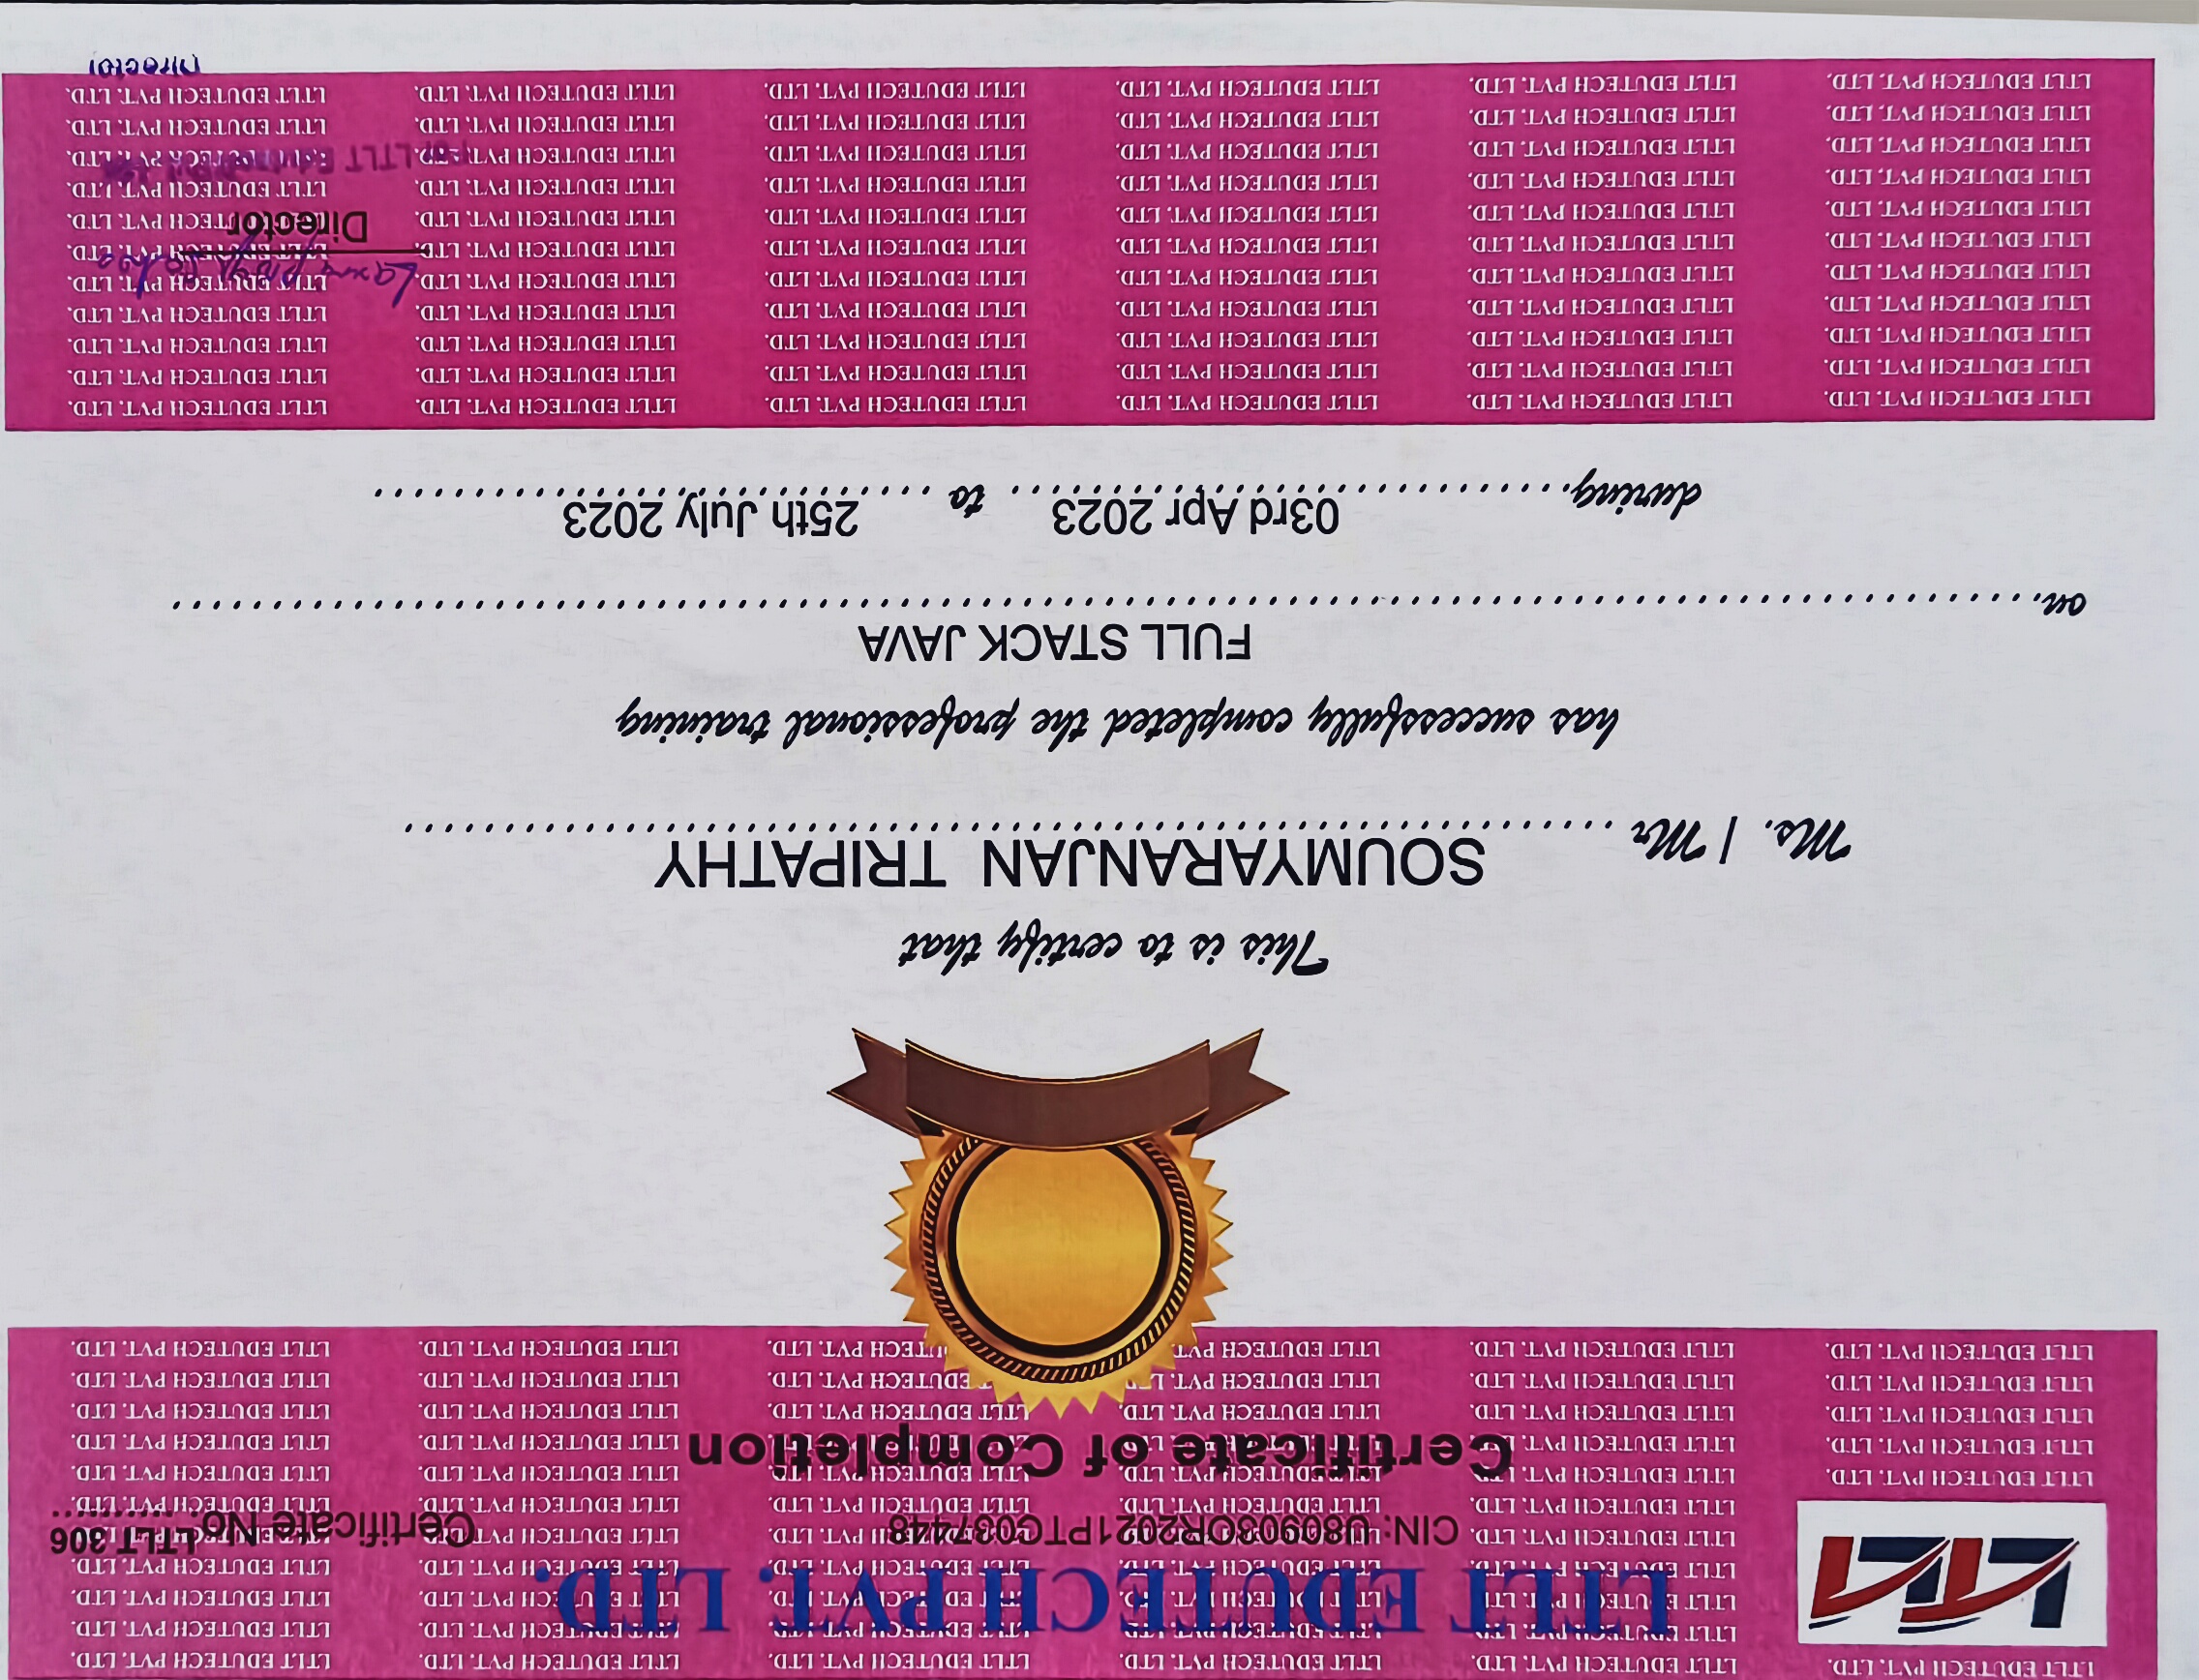 LTLT EDUTECH PVT. LTD.
CIN: U80903OR2021PTC037448
Certificate No. LTLT 306
Certificate of Completion
This is to certify that
Ms. / Mr SOUMYARANJAN TRIPATHY
has successfully completed the professional training
on FULL STACK JAVA
during 03rd Apr 2023 to 25th July 2023
LTLT EDUTECH PVT. LTD.
Director
For LTLT
Director